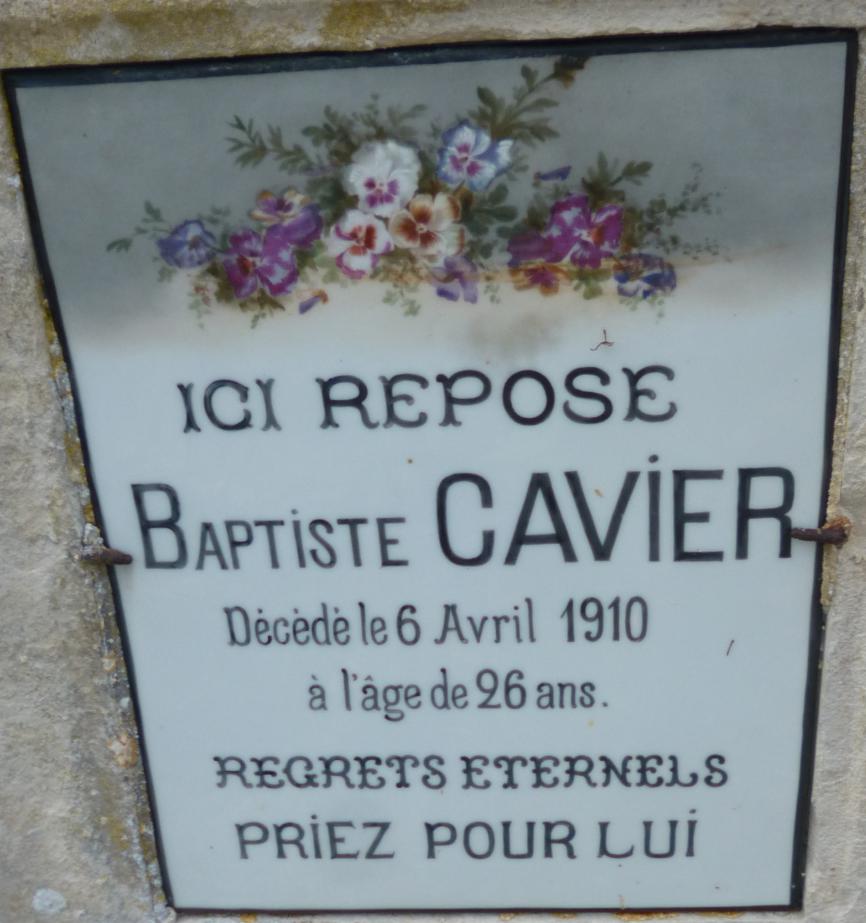 ICI REPOSE
BAPTISTE CAVIER
Décédé le 6 Avril 1910
à l'âge de 26 ans.
REGRETS ETERNELS
PRIEZ POUR LUI